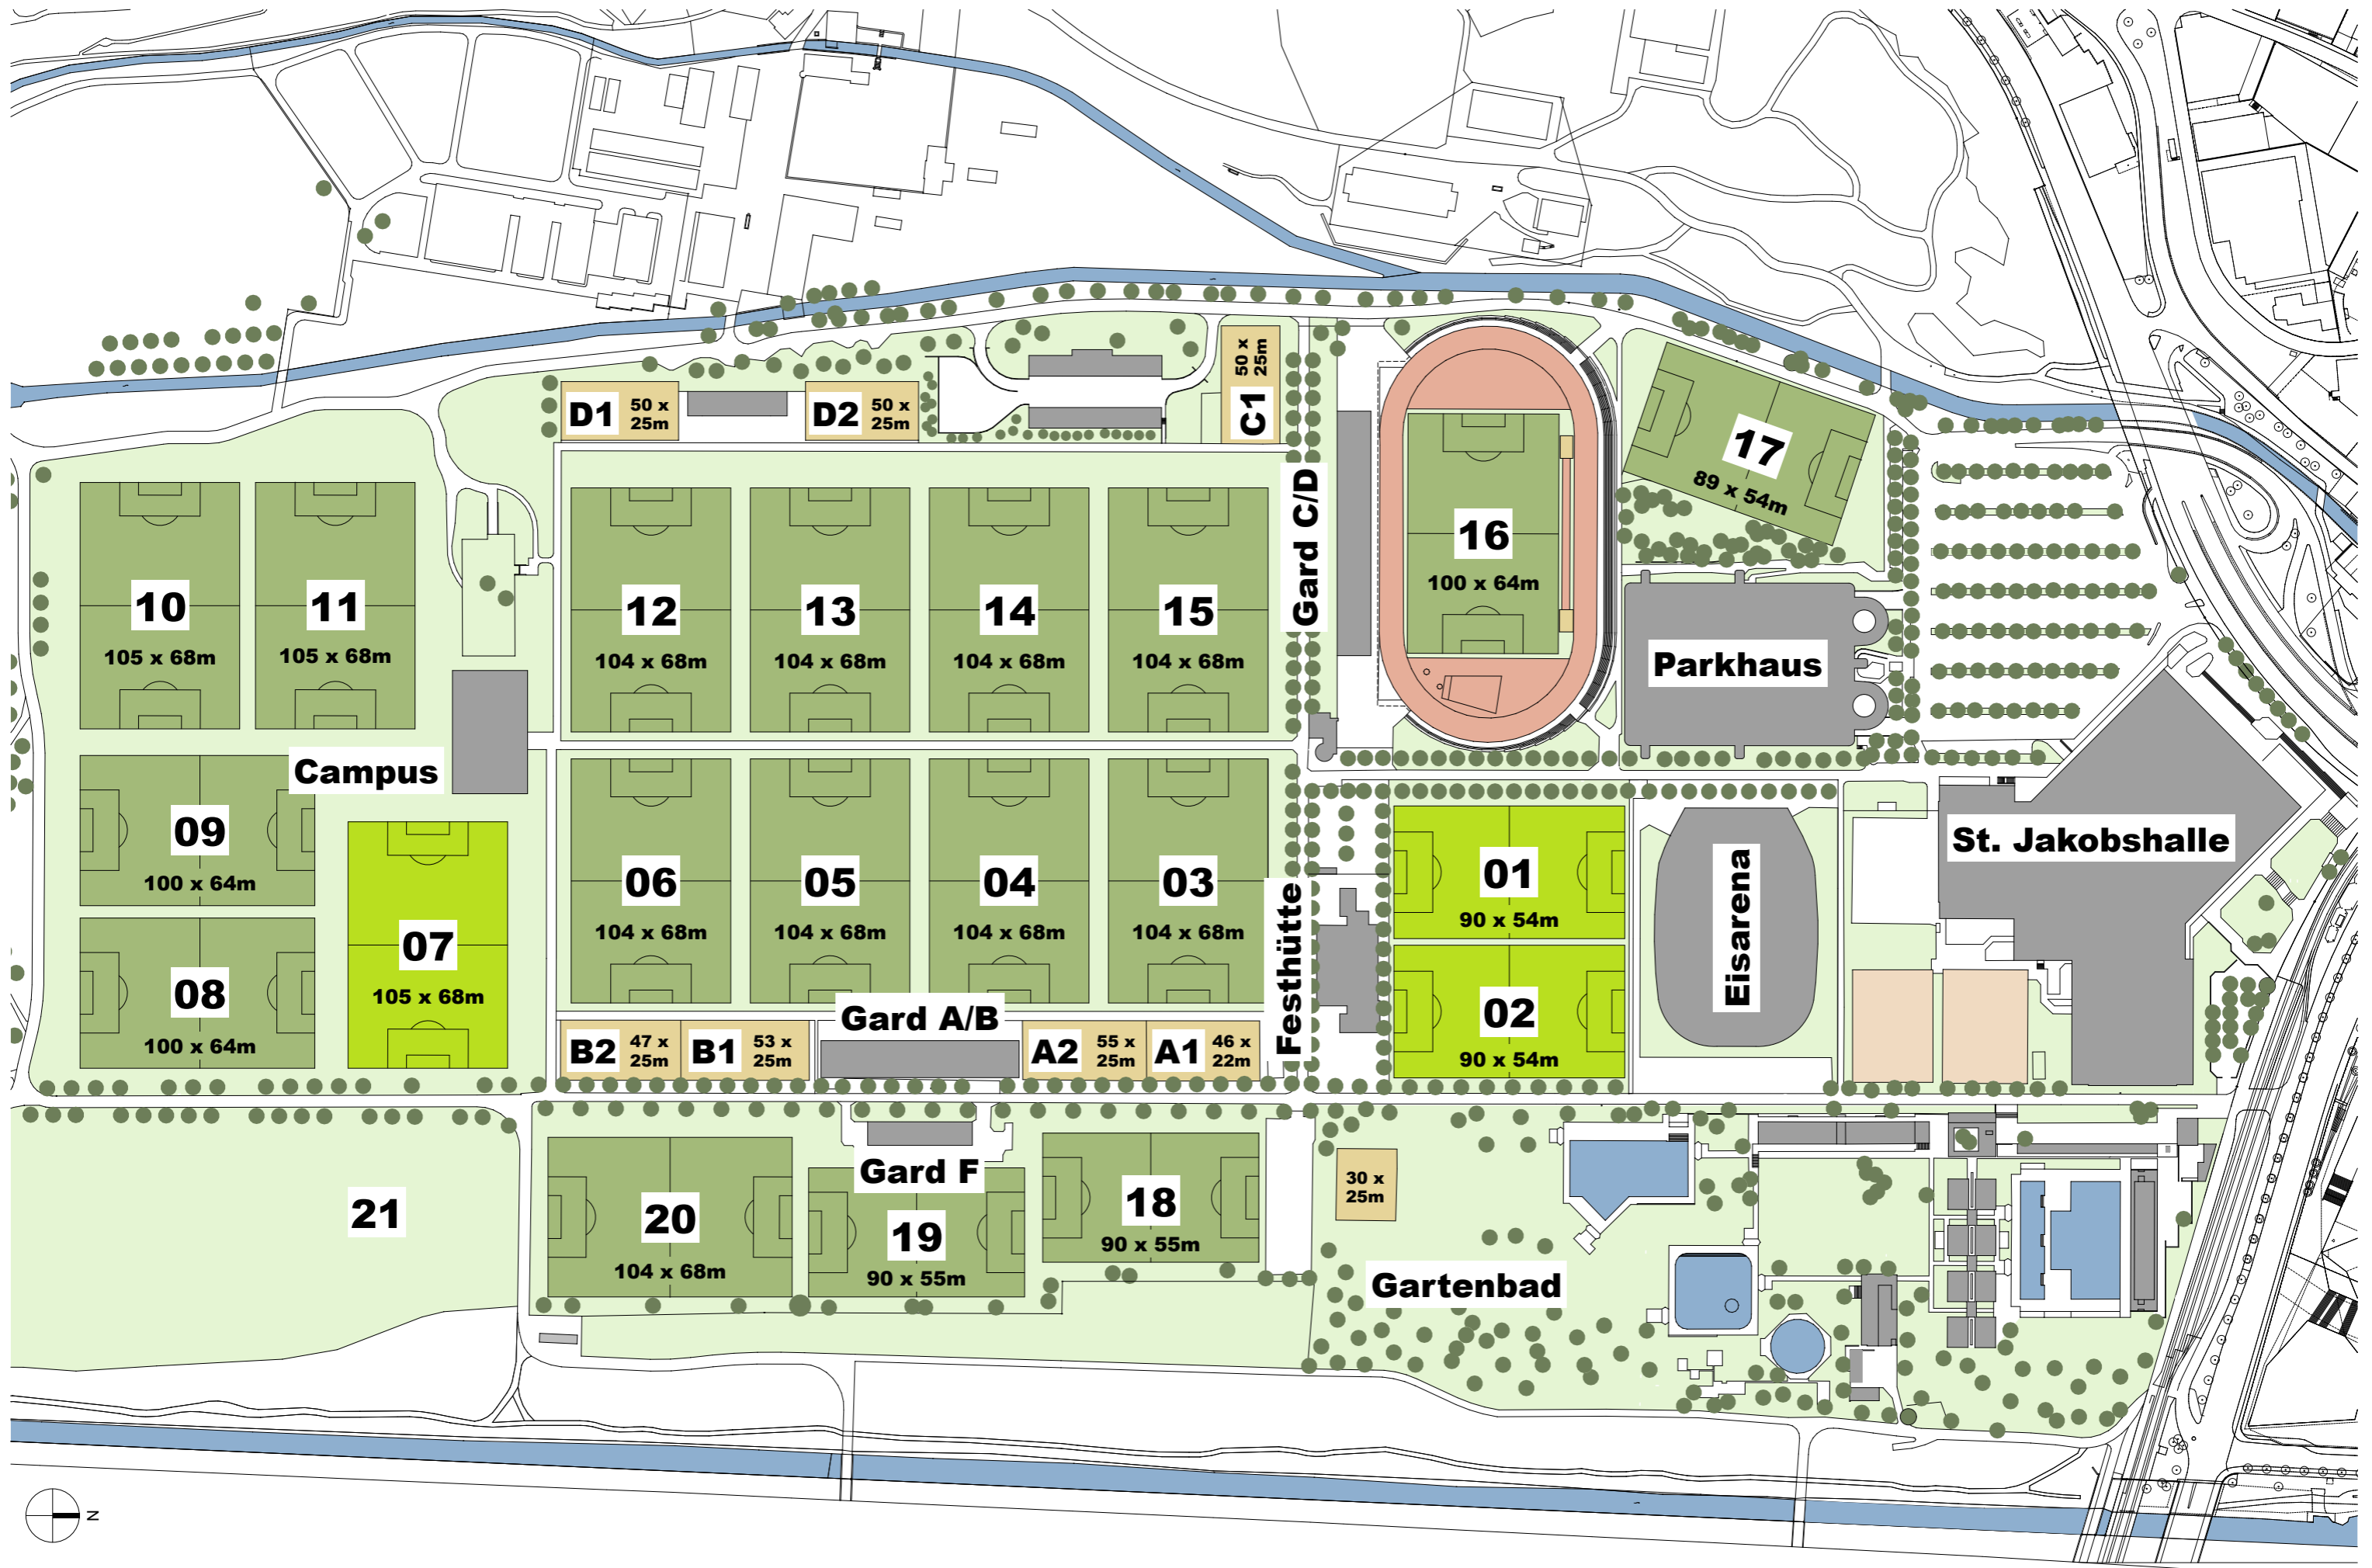 D1
50 x
25m
D2
50 x
25m
C1
50 x
25m
17
89 x 54m
10
105 x 68m
11
105 x 68m
12
104 x 68m
13
104 x 68m
14
104 x 68m
15
104 x 68m
Gard C/D
16
100 x 64m
Parkhaus
Campus
09
100 x 64m
08
100 x 64m
07
105 x 68m
06
104 x 68m
05
104 x 68m
04
104 x 68m
03
104 x 68m
Festhütte
01
90 x 54m
02
90 x 54m
Eisarena
St. Jakobshalle
B2
47 x
25m
B1
53 x
25m
Gard A/B
A2
55 x
25m
A1
46 x
22m
21
20
104 x 68m
Gard F
19
90 x 55m
18
90 x 55m
30 x
25m
Gartenbad
N